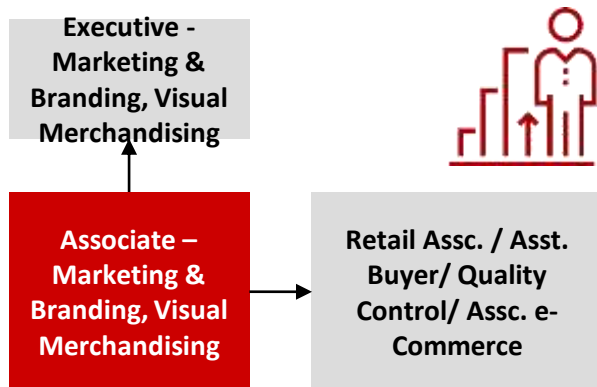 Executive -
Marketing &
Branding, Visual
Merchandising
Associate –
Marketing &
Branding, Visual
Merchandising
Retail Assc. / Asst.
Buyer/ Quality
Control/ Assc. e-
Commerce